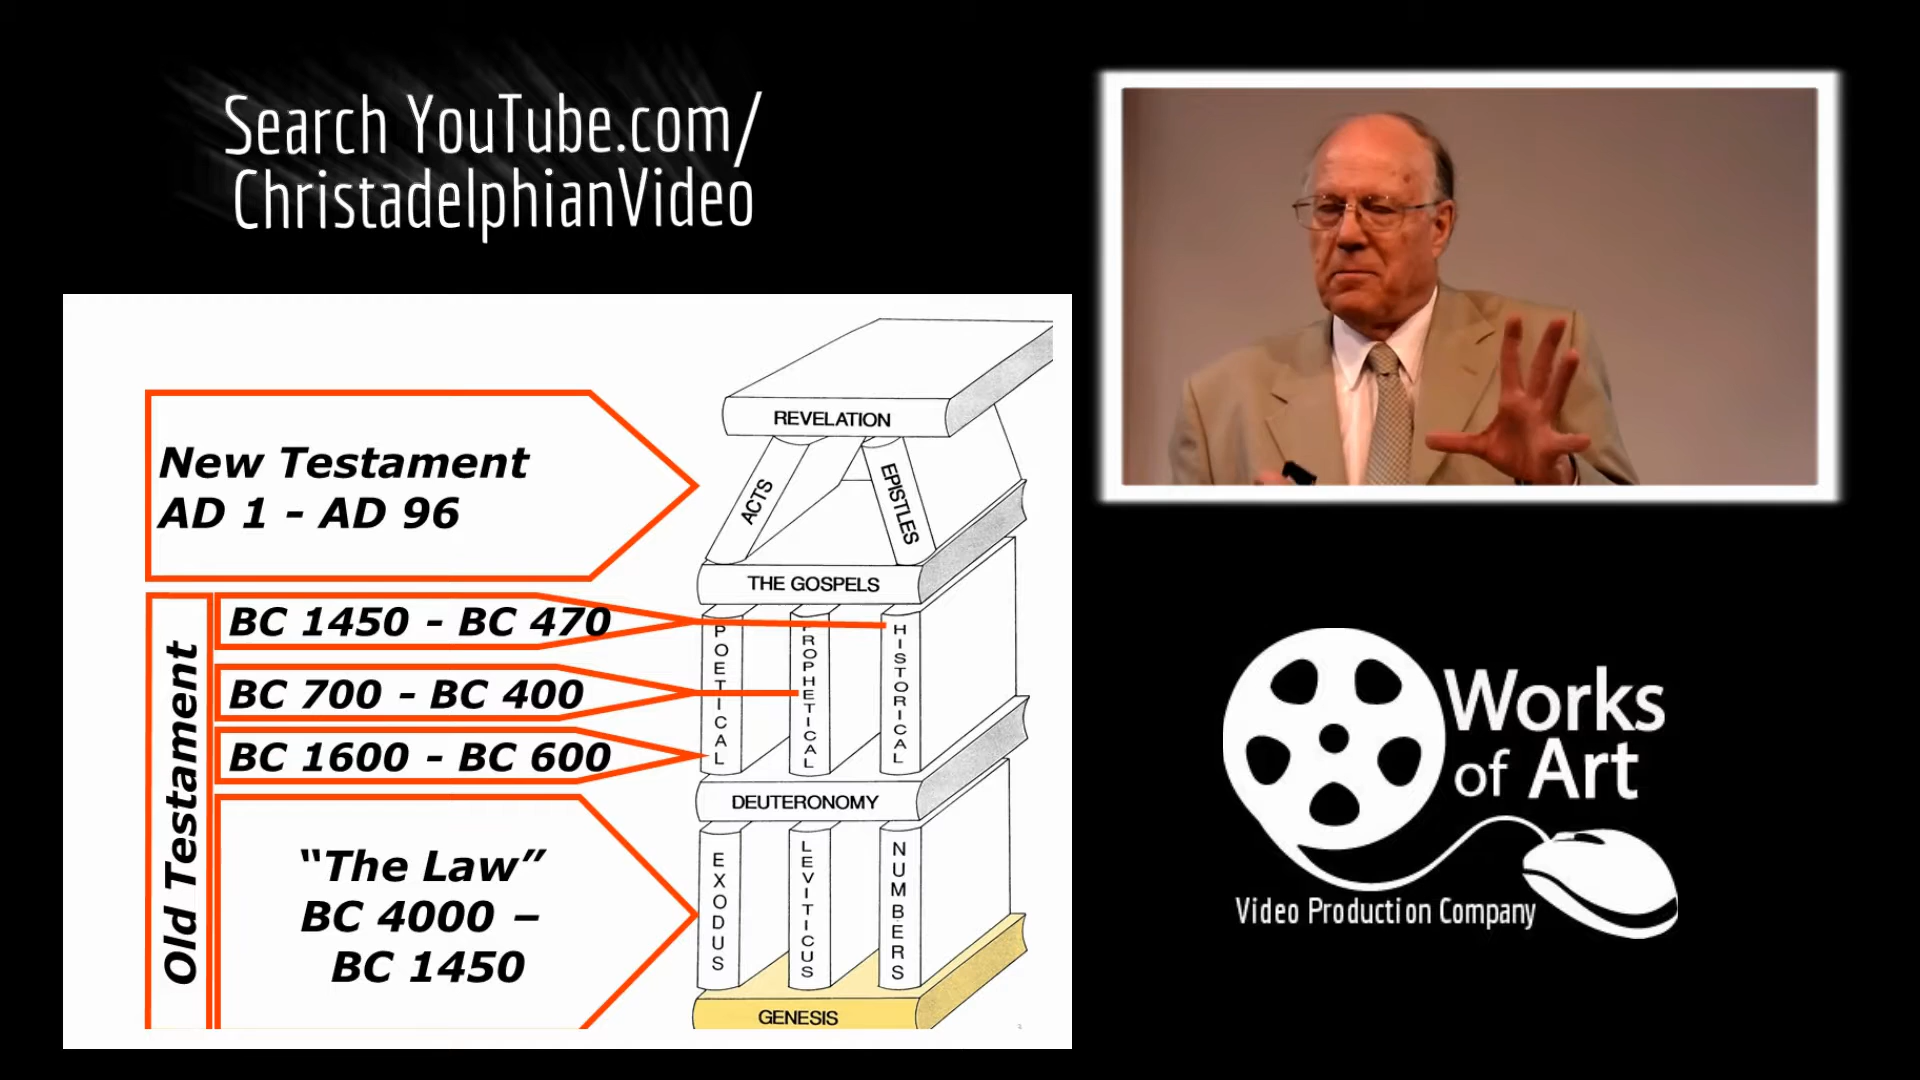 Search YouTube.com/
ChristadelphianVideo
New Testament
AD 1 - AD 96
Old Testament
BC 1450 - BC 470
BC 700 - BC 400
BC 1600 - BC 600
“The Law”
BC 4000 –
BC 1450
REVELATION
ACTS
EPISTLES
THE GOSPELS
POETICAL
PROPHETICAL
HISTORICAL
DEUTERONOMY
EXODUS
LEVITICUS
NUMBERS
GENESIS
3
Works
of Art
Video Production Company